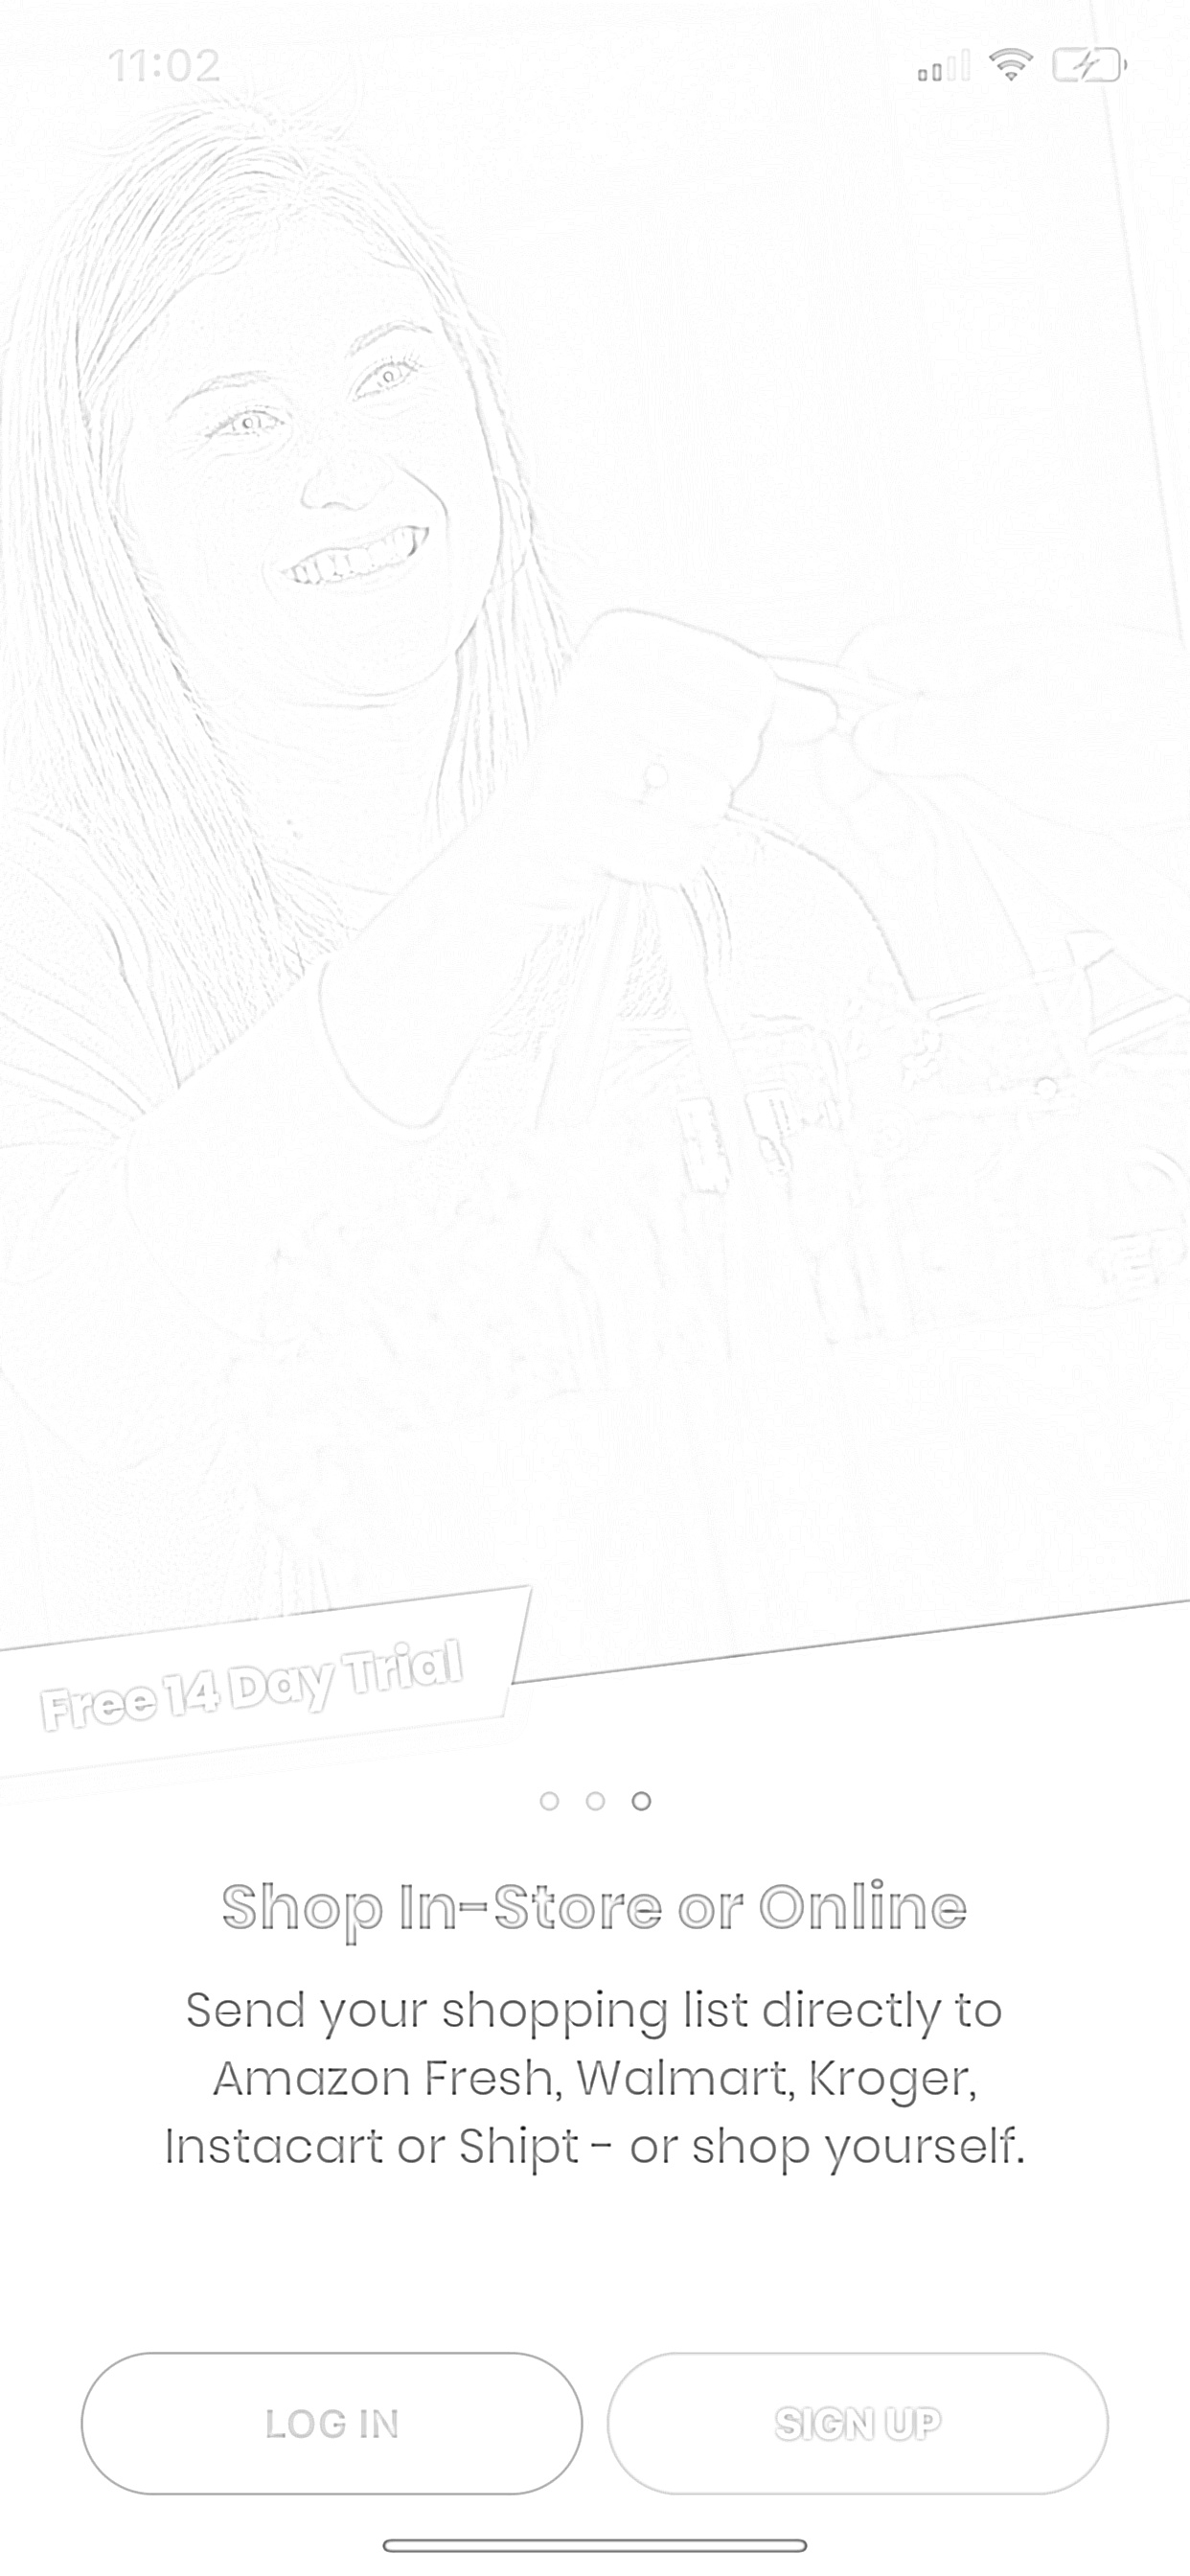 11:02
Free 14 Day Trial
Shop In-Store or Online
Send your shopping list directly to
Amazon Fresh, Walmart, Kroger,
Instacart or Shipt - or shop yourself.
LOG IN
SIGN UP